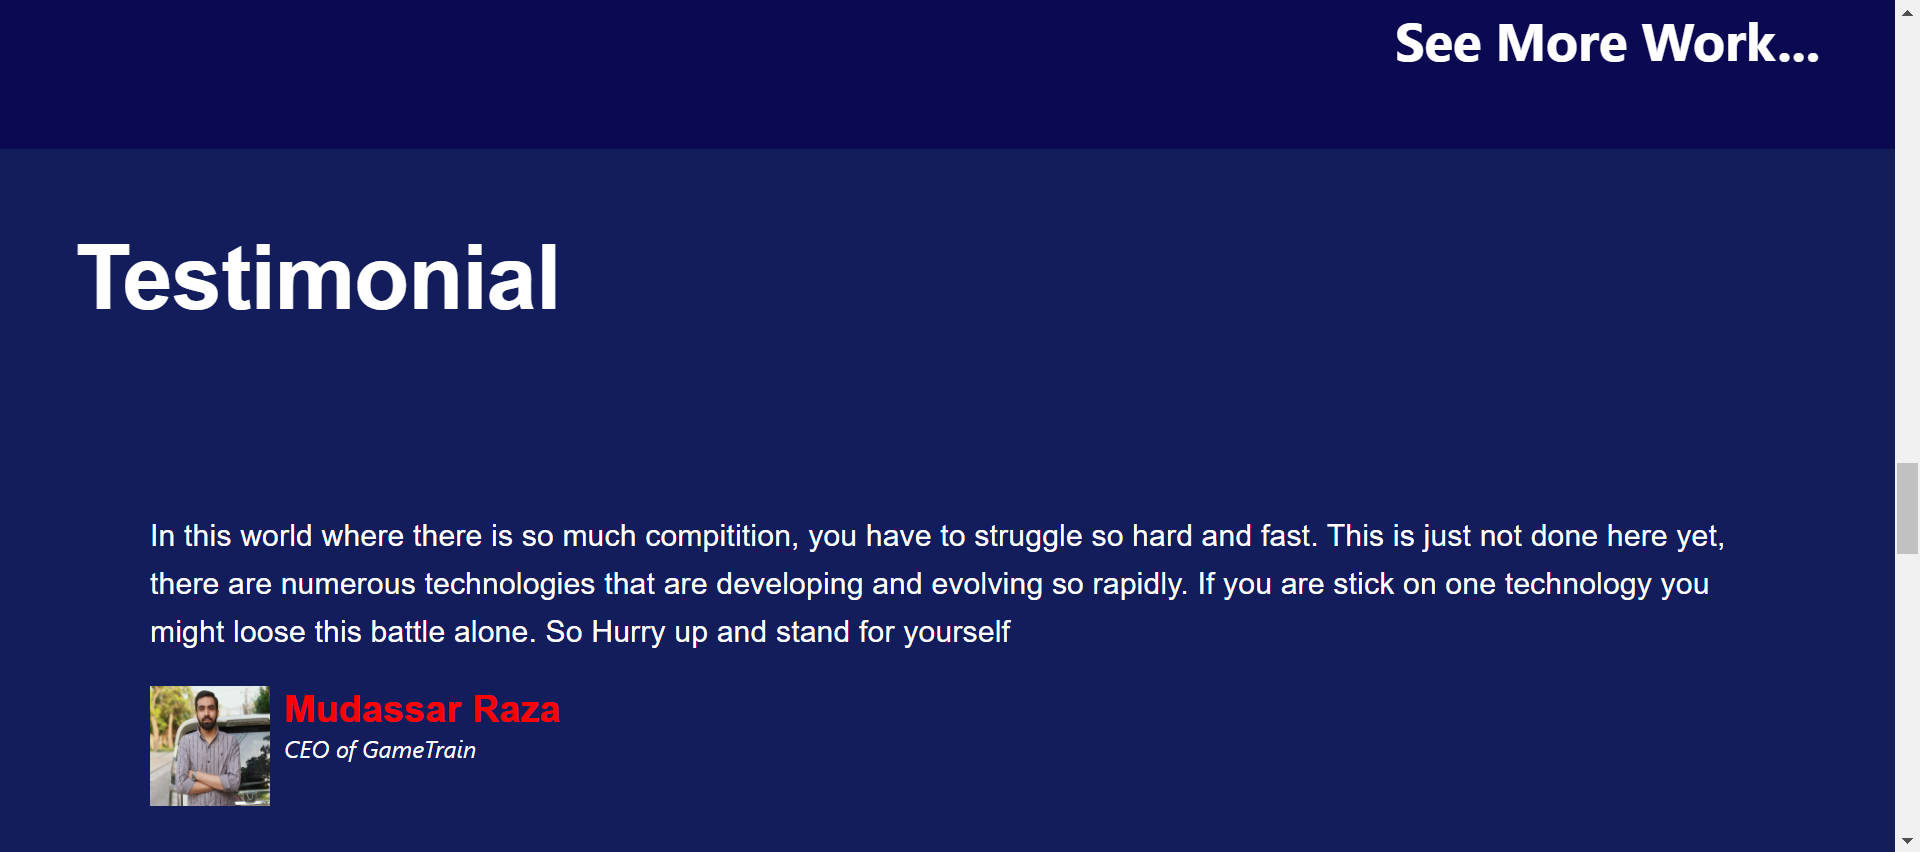 See More Work...
Testimonial
In this world where there is so much compitition, you have to struggle so hard and fast. This is just not done here yet,
there are numerous technologies that are developing and evolving so rapidly. If you are stick on one technology you
might loose this battle alone. So Hurry up and stand for yourself
Mudassar Raza
CEO of GameTrain